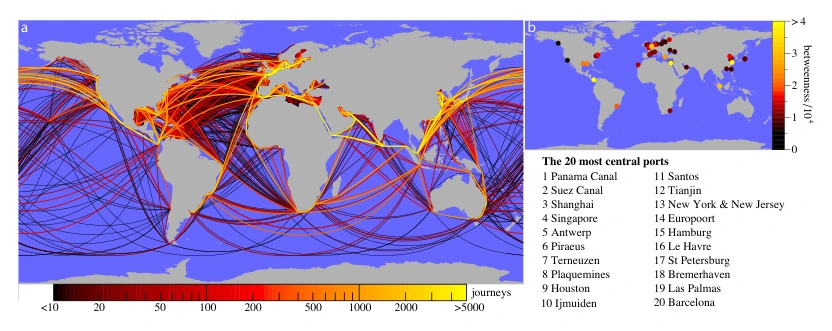 a
<10 20 50 100 200 500 1000 2000 >5000 journeys
b
>4
4
3
2
1
0
betweenness /10⁴
The 20 most central ports
1 Panama Canal
2 Suez Canal
3 Shanghai
4 Singapore
5 Antwerp
6 Piraeus
7 Terneuzen
8 Plaquemines
9 Houston
10 Ijmuiden
11 Santos
12 Tianjin
13 New York & New Jersey
14 Europoort
15 Hamburg
16 Le Havre
17 St Petersburg
18 Bremerhaven
19 Las Palmas
20 Barcelona